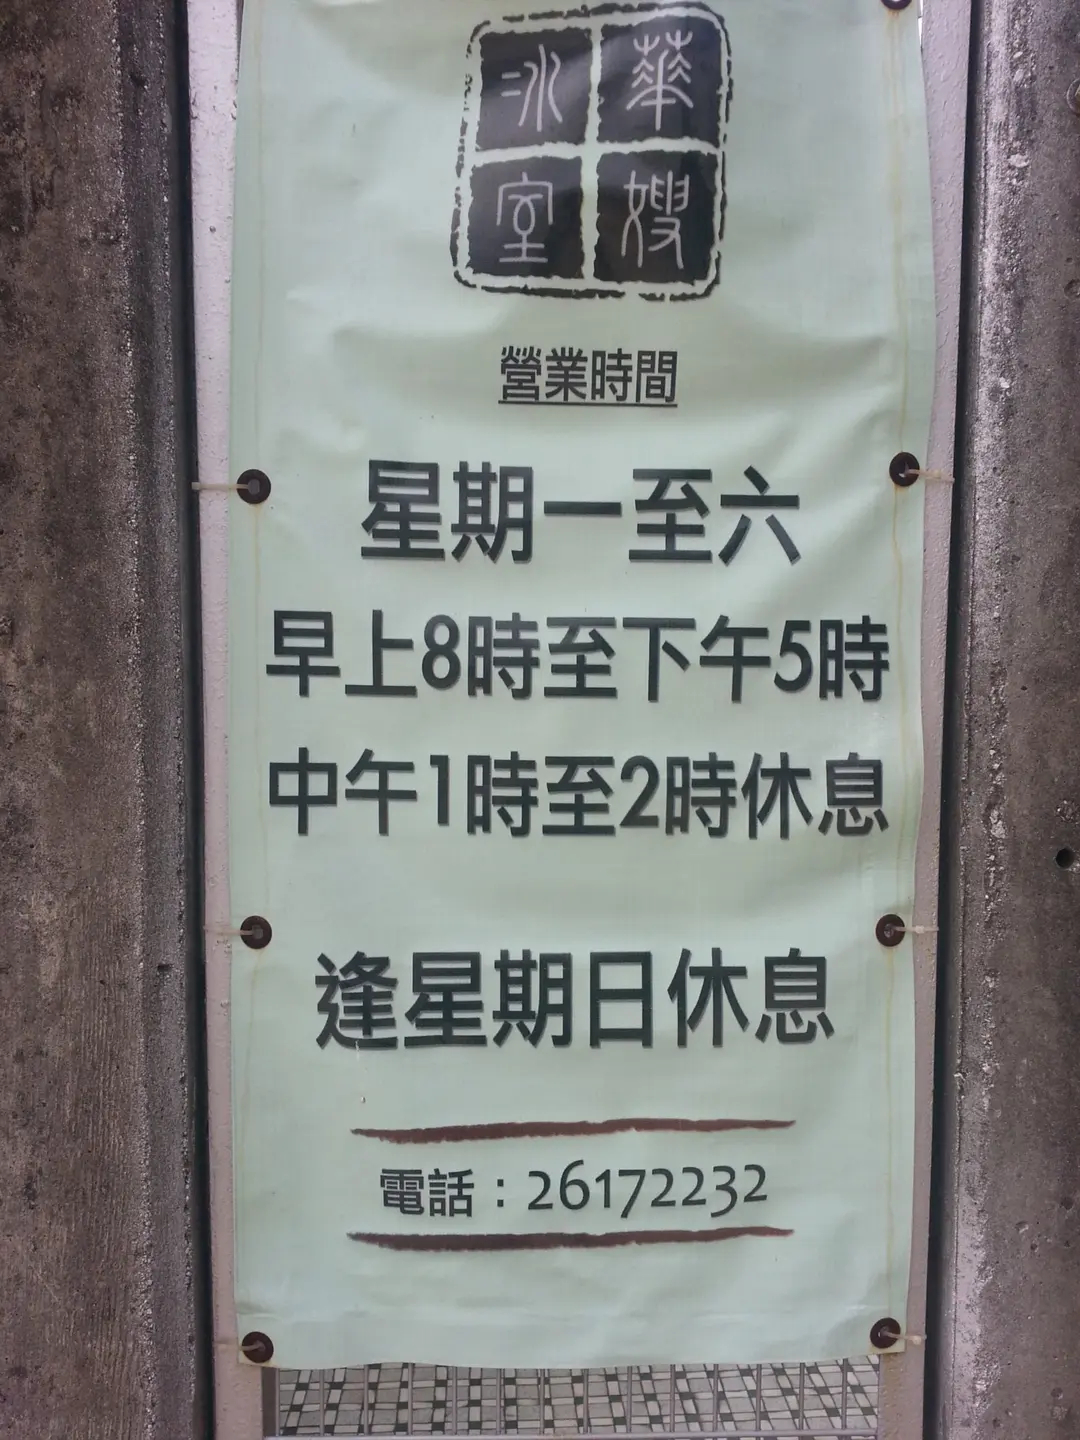 華嫂
冰室
營業時間
星期一至六
早上8時至下午5時
中午1時至2時休息
逢星期日休息
電話：26172232